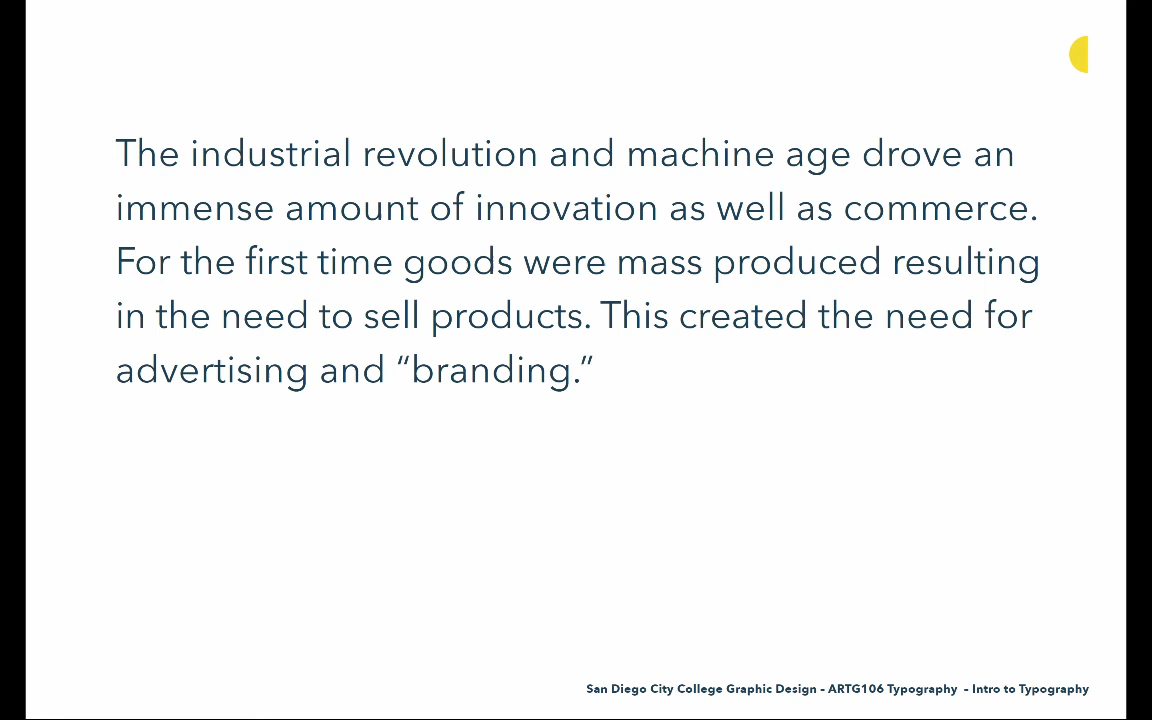 The industrial revolution and machine age drove an
immense amount of innovation as well as commerce.
For the first time goods were mass produced resulting
in the need to sell products. This created the need for
advertising and “branding.”
San Diego City College Graphic Design – ARTG106 Typography – Intro to Typography